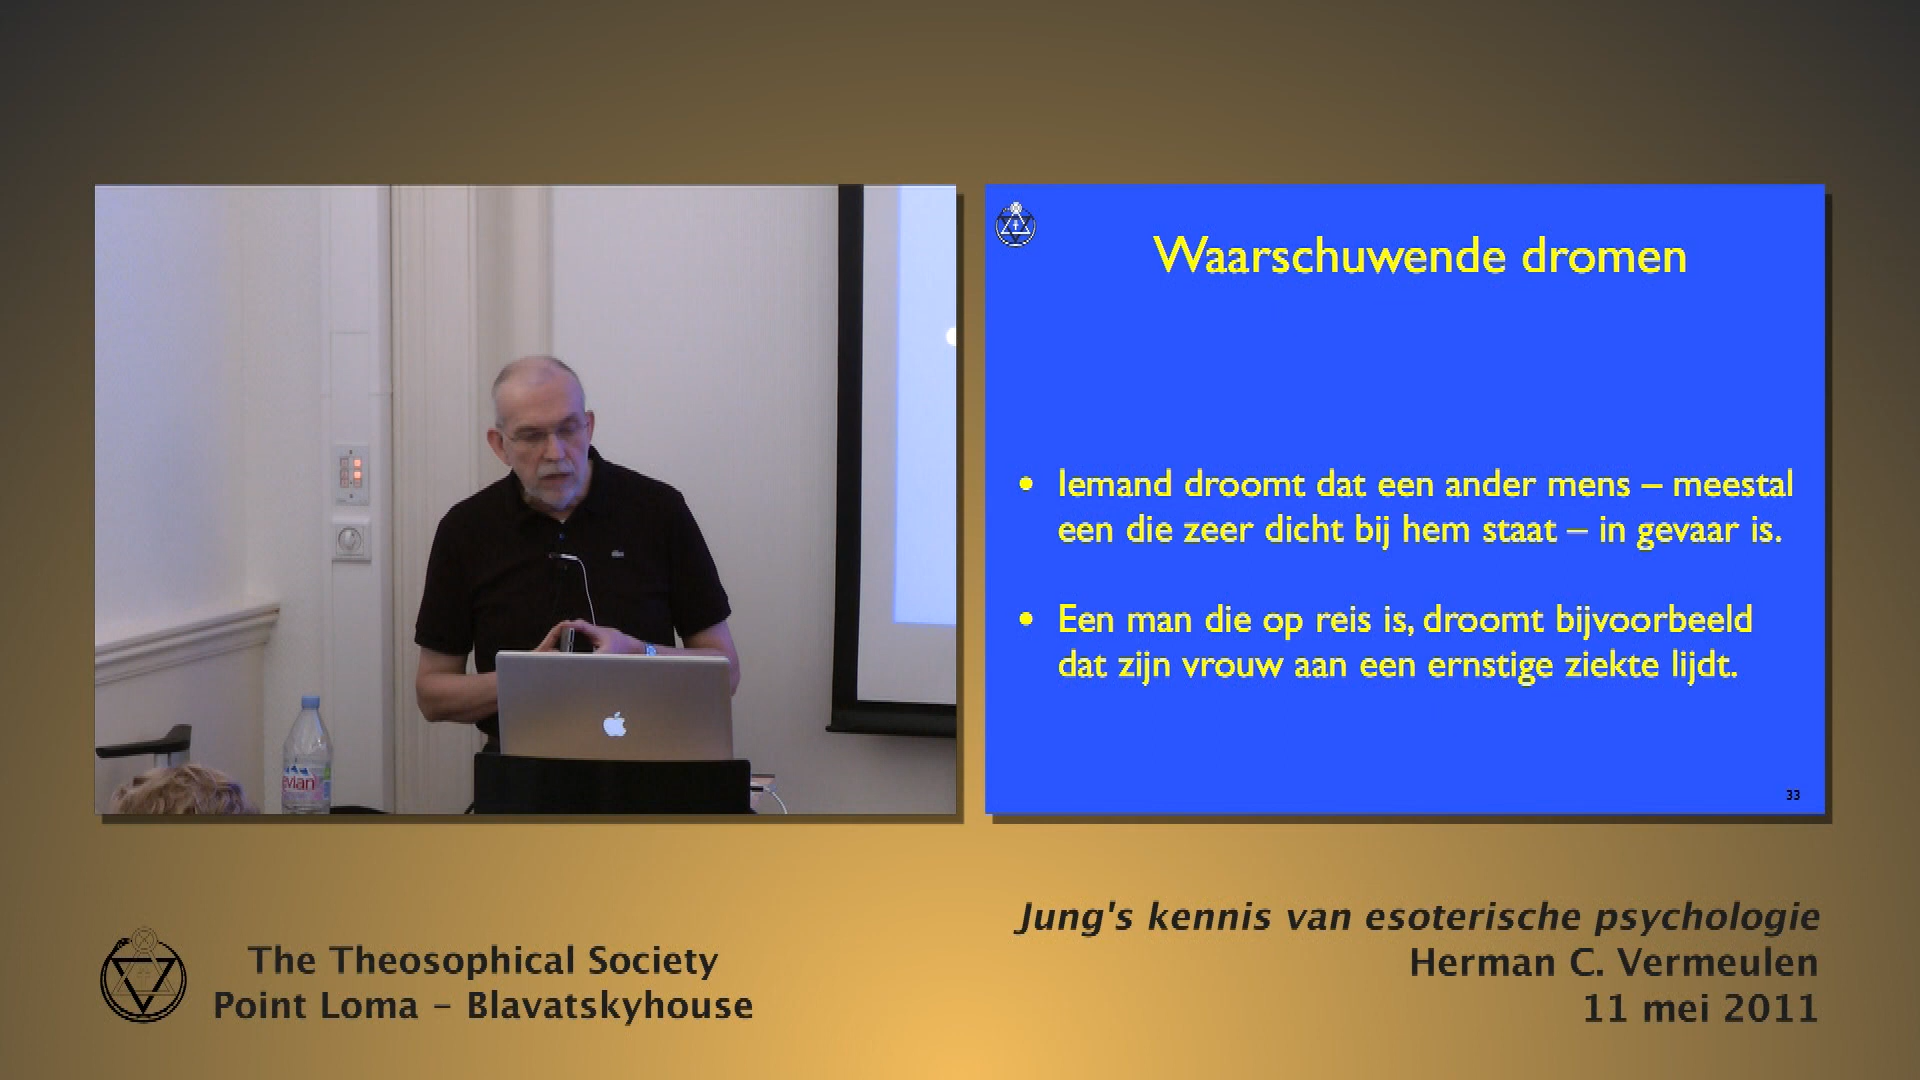 Waarschuwende dromen
• Iemand droomt dat een ander mens – meestal
een die zeer dicht bij hem staat – in gevaar is.
• Een man die op reis is, droomt bijvoorbeeld
dat zijn vrouw aan een ernstige ziekte lijdt.
33
evian
The Theosophical Society
Point Loma – Blavatskyhouse
Jung's kennis van esoterische psychologie
Herman C. Vermeulen
11 mei 2011